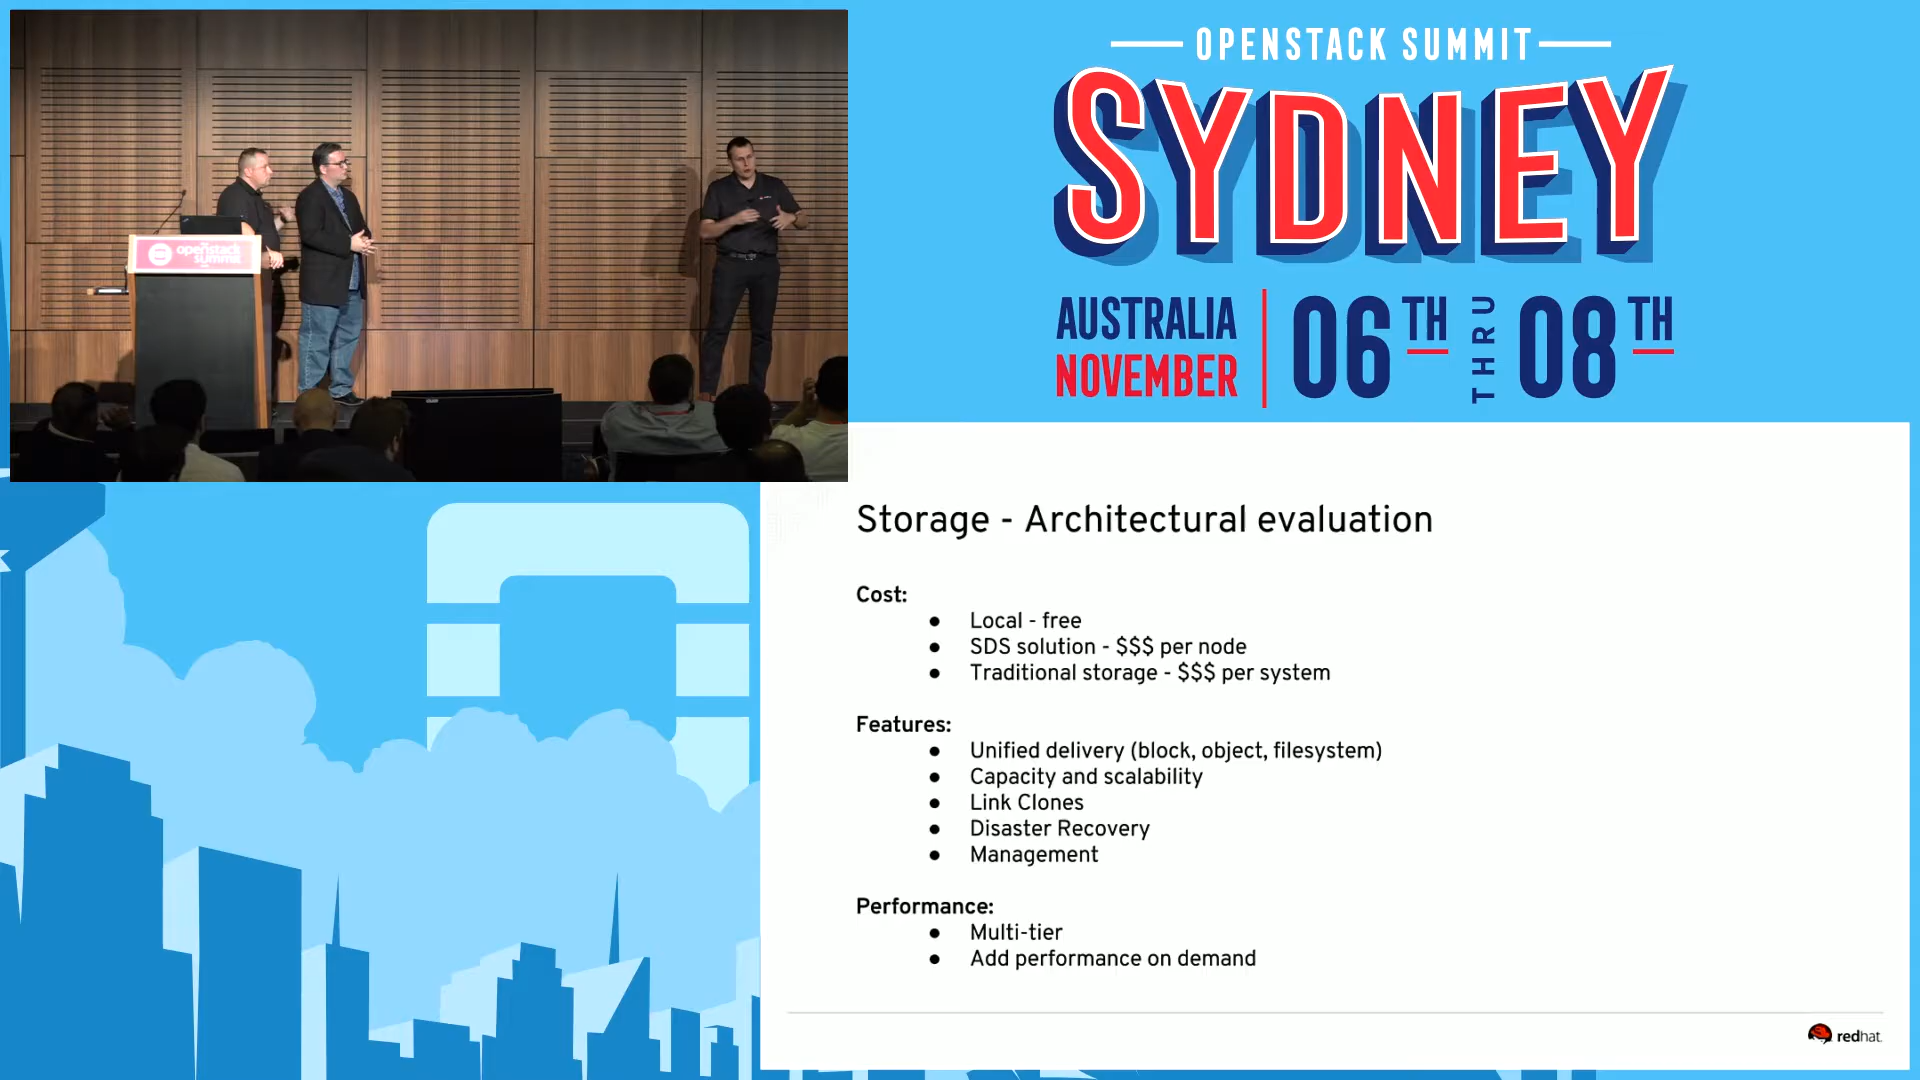 openstack
summit
OPENSTACK SUMMIT
SYDNEY
AUSTRALIA
NOVEMBER
06TH THRU 08TH
Storage - Architectural evaluation
Cost:
● Local - free
● SDS solution - $$$ per node
● Traditional storage - $$$ per system
Features:
● Unified delivery (block, object, filesystem)
● Capacity and scalability
● Link Clones
● Disaster Recovery
● Management
Performance:
● Multi-tier
● Add performance on demand
redhat.